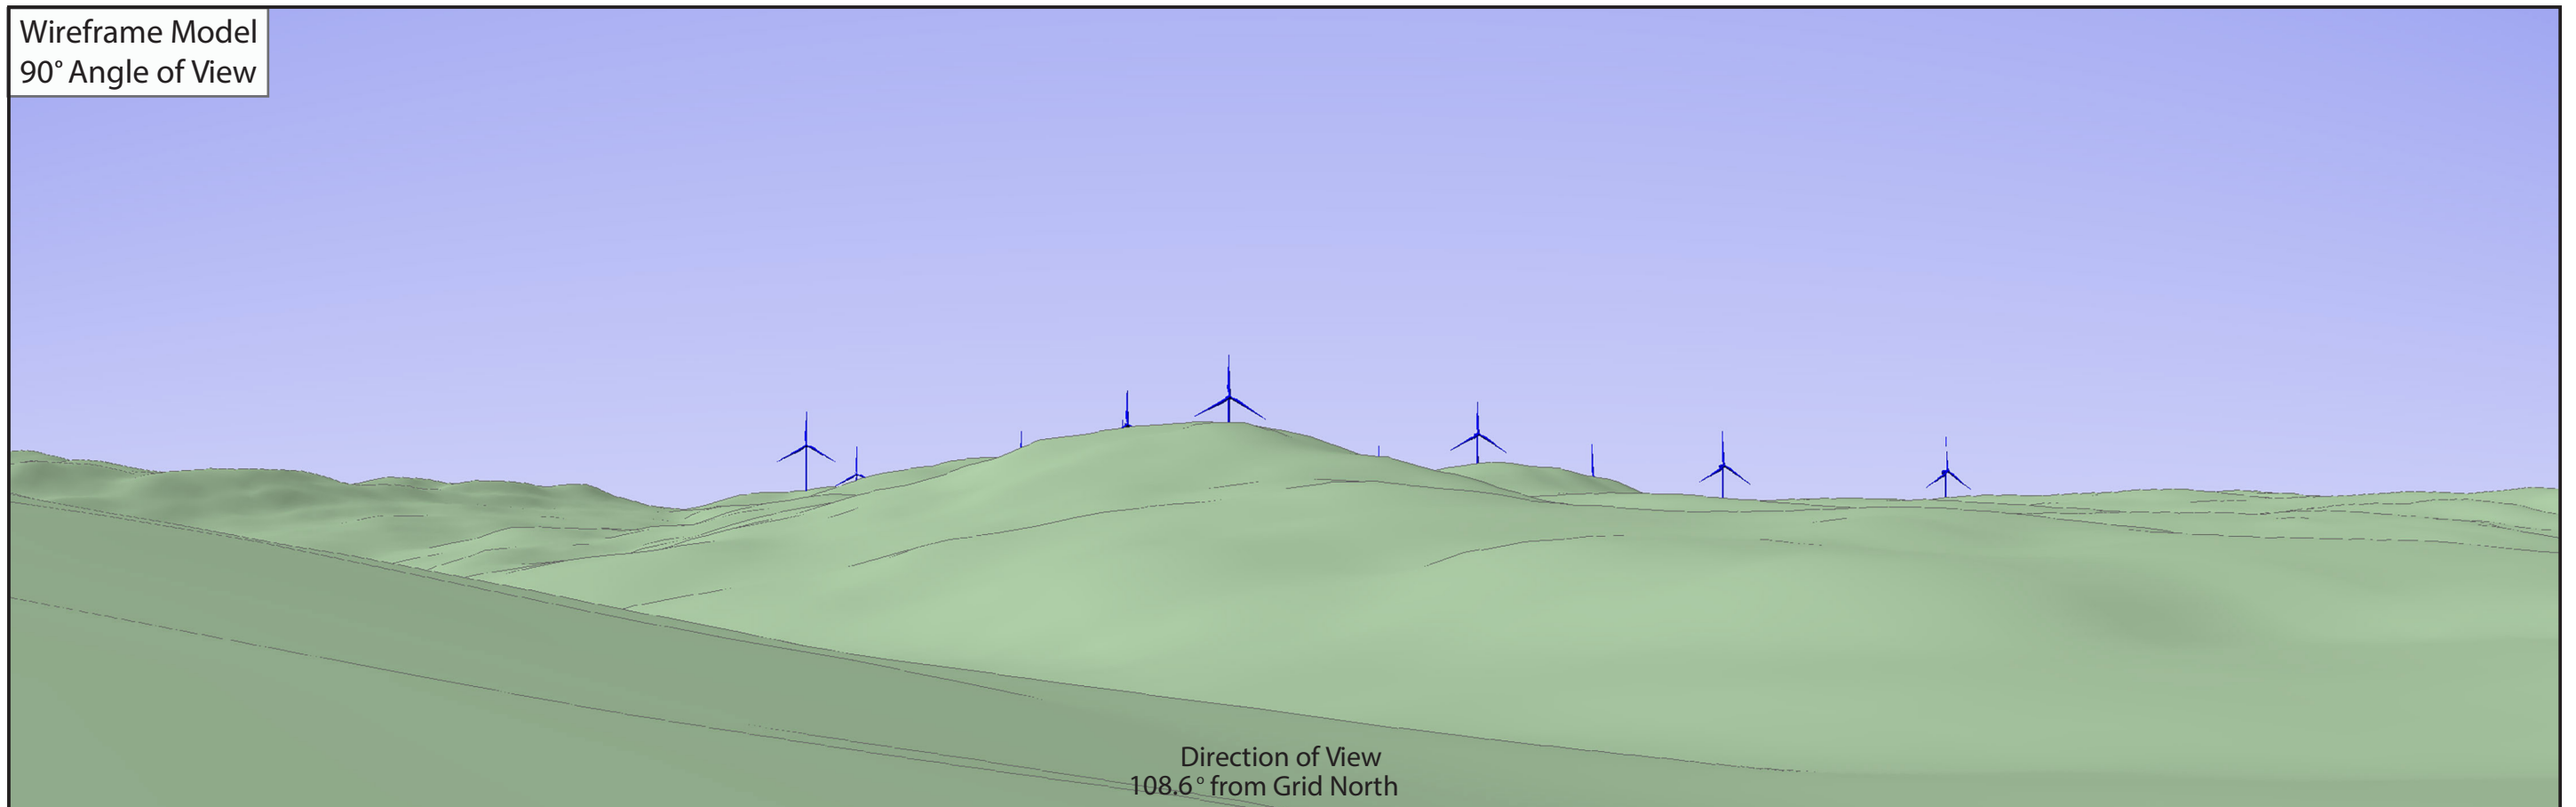 Wireframe Model
90° Angle of View
Direction of View
108.6° from Grid North